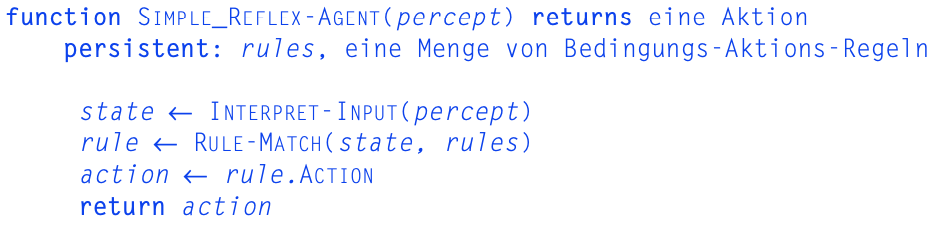 function SIMPLE_REFLEX-AGENT(percept) returns eine Aktion
persistent: rules, eine Menge von Bedingungs-Aktions-Regeln
state ← INTERPRET-INPUT(percept)
rule ← RULE-MATCH(state, rules)
action ← rule.ACTION
return action